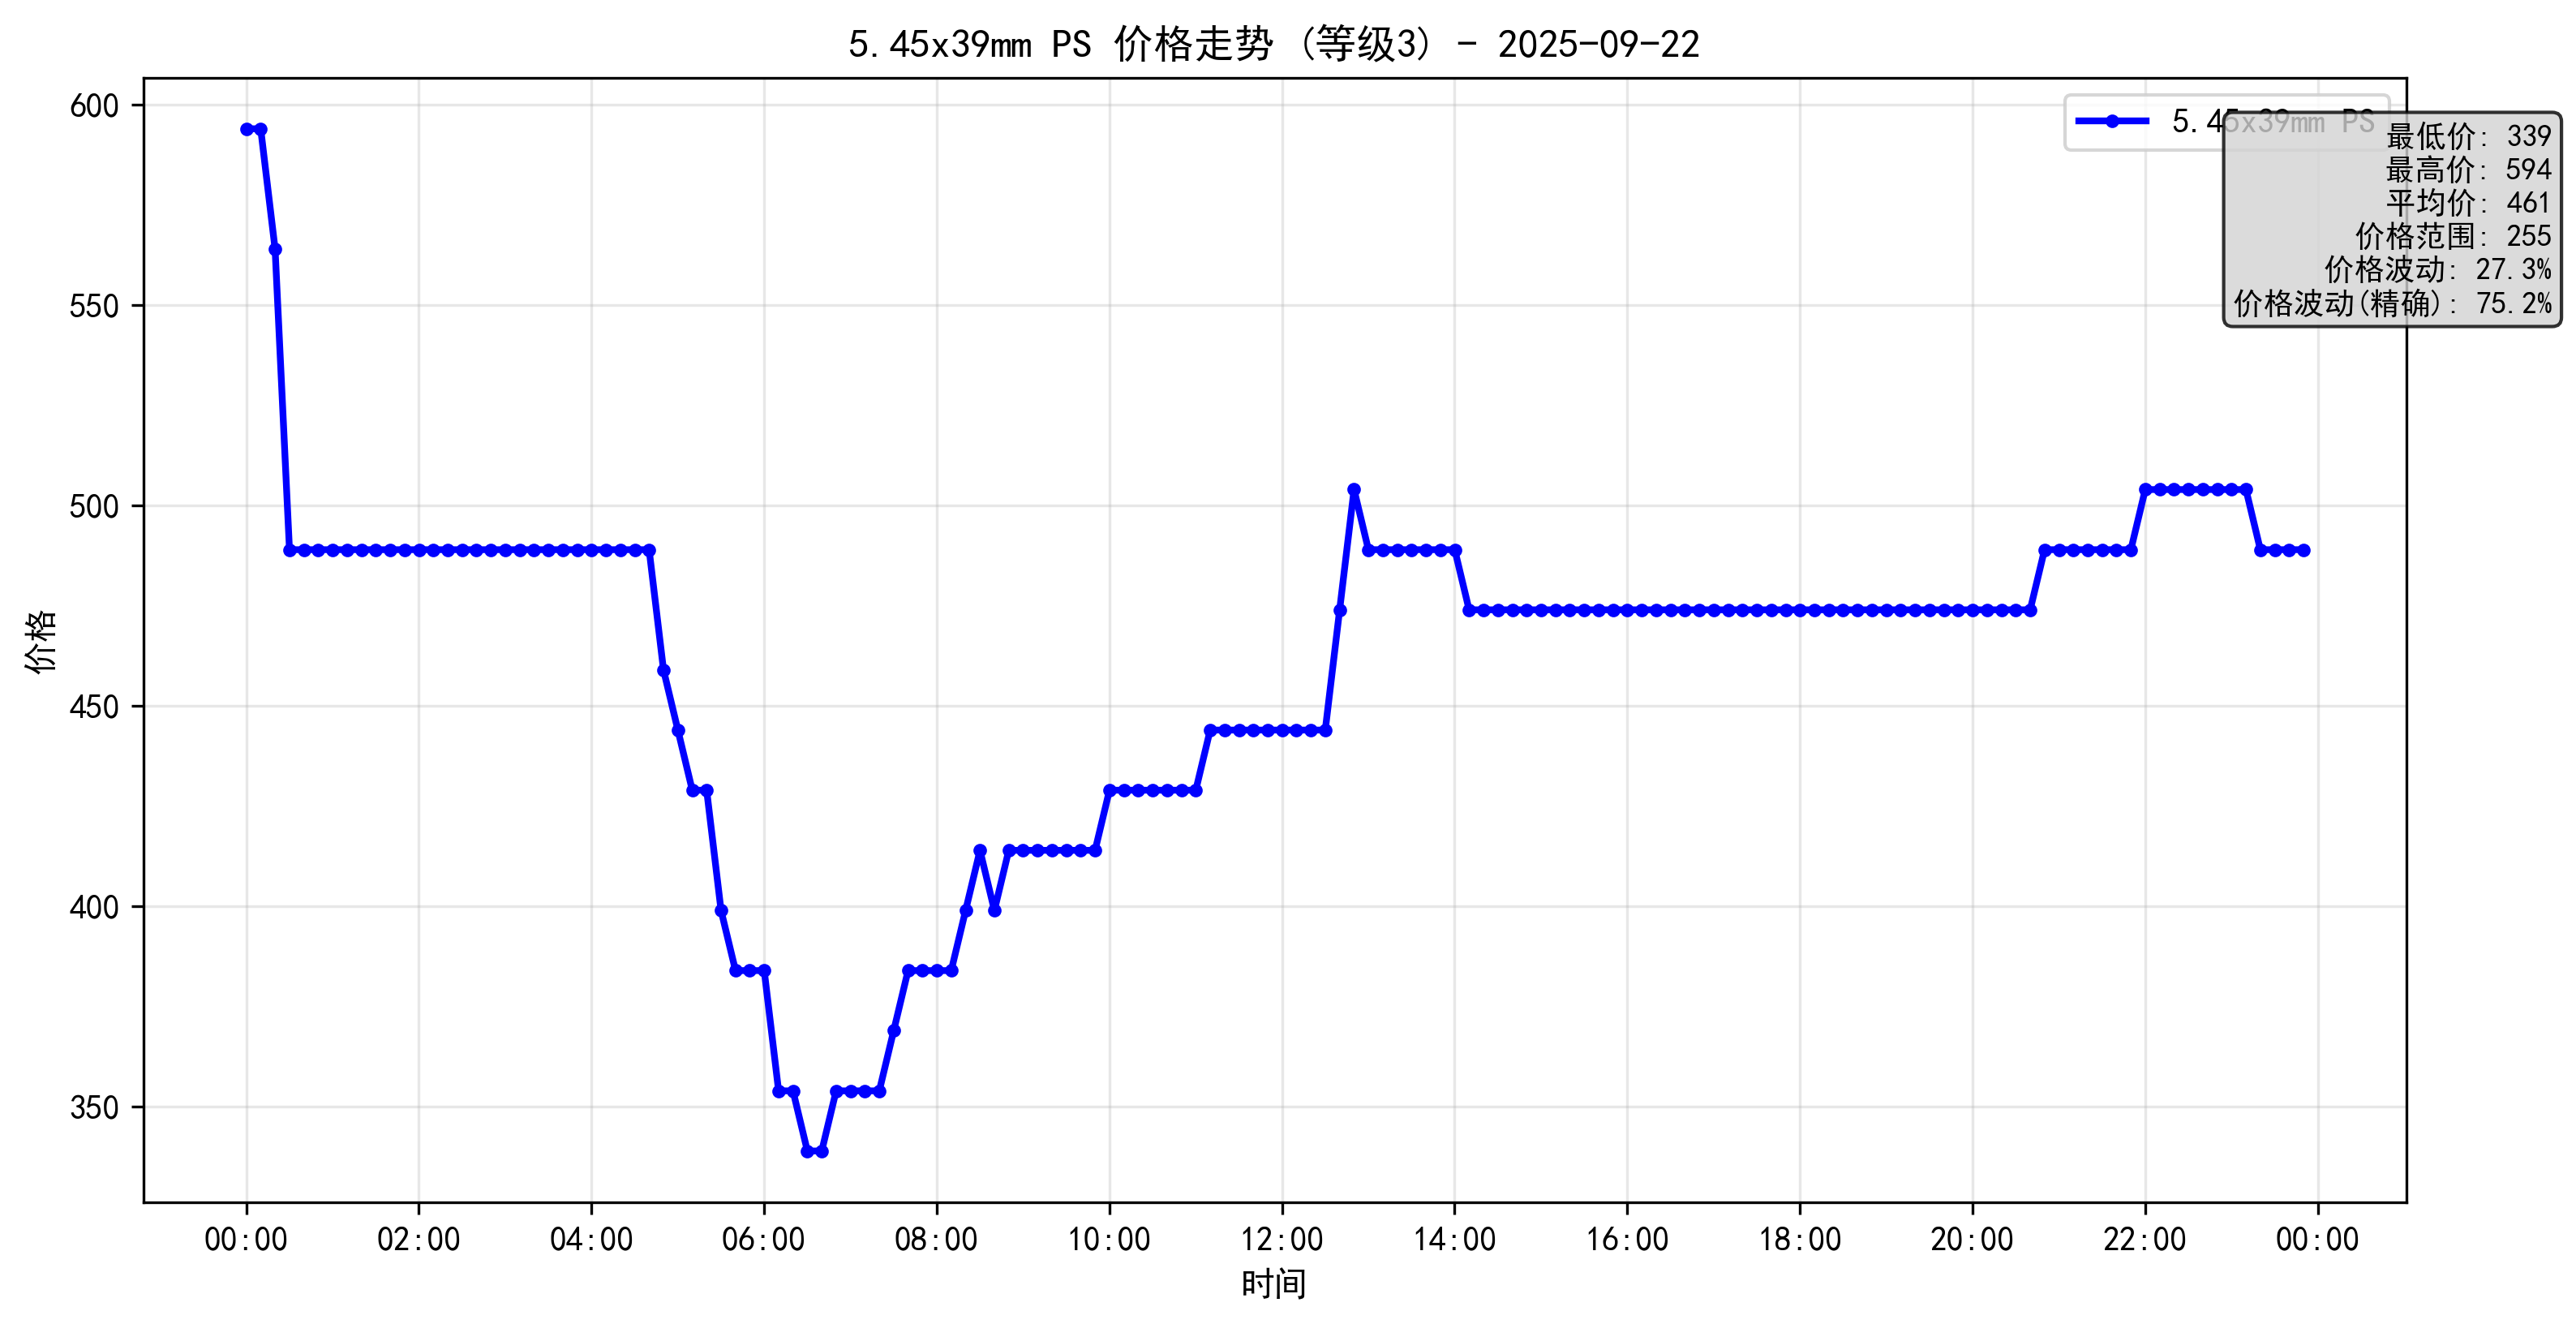 5.45x39mm PS 价格走势 (等级3) - 2025-09-22
600
550
500
450
400
350
价格
5.45x39mm PS
最低价: 339
最高价: 594
平均价: 461
价格范围: 255
价格波动: 27.3%
价格波动(精确): 75.2%
00:00 02:00 04:00 06:00 08:00 10:00 12:00 14:00 16:00 18:00 20:00 22:00 00:00
时间